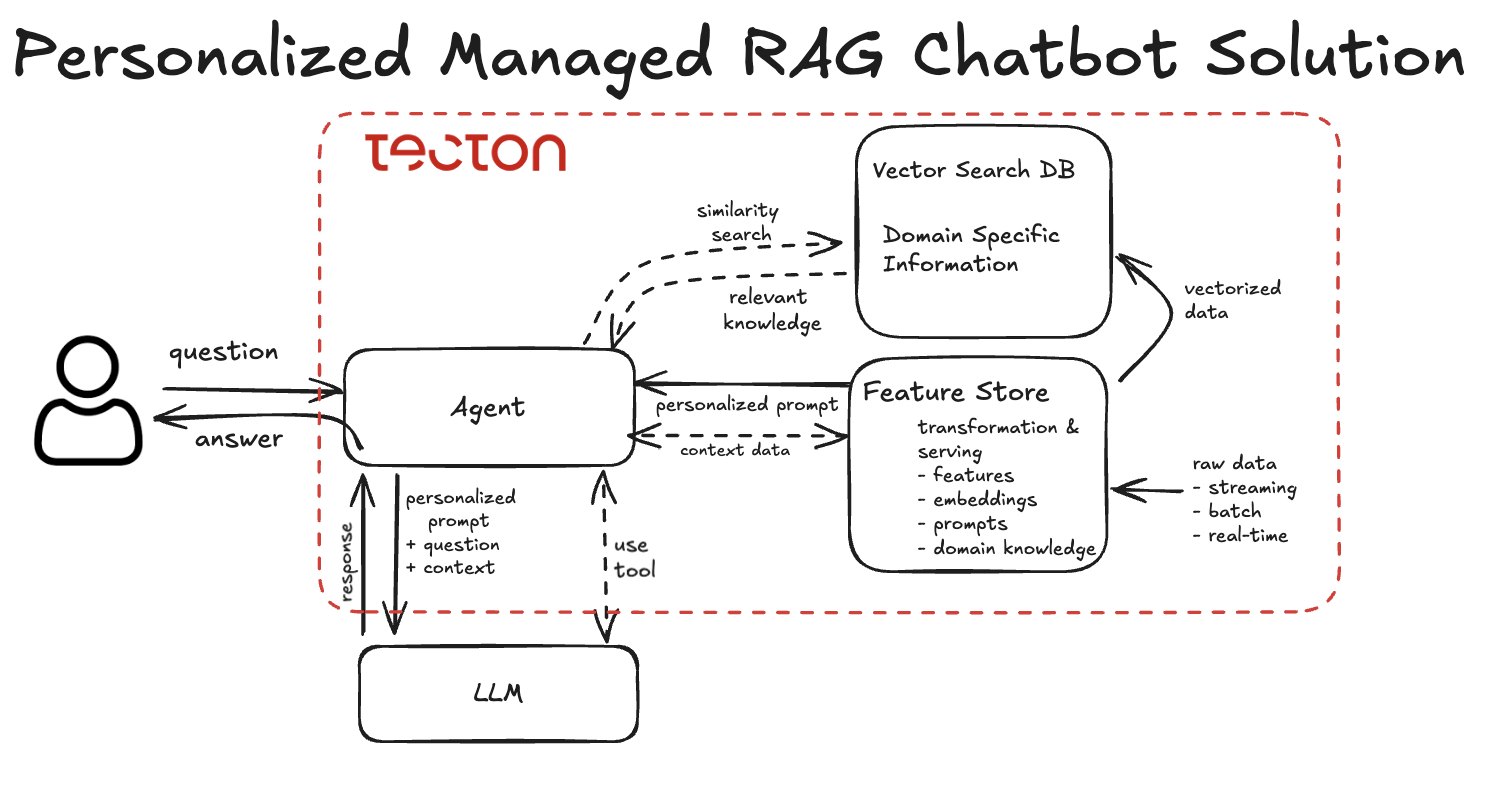 Personalized Managed RAG Chatbot Solution
tecton
Vector Search DB
Domain Specific
Information
similarity
search
relevant
knowledge
vectorized
data
question
answer
Agent
personalized prompt
context data
Feature Store
transformation &
serving
- features
- embeddings
- prompts
- domain knowledge
raw data
- streaming
- batch
- real-time
response
personalized
prompt
+ question
+ context
use
tool
LLM